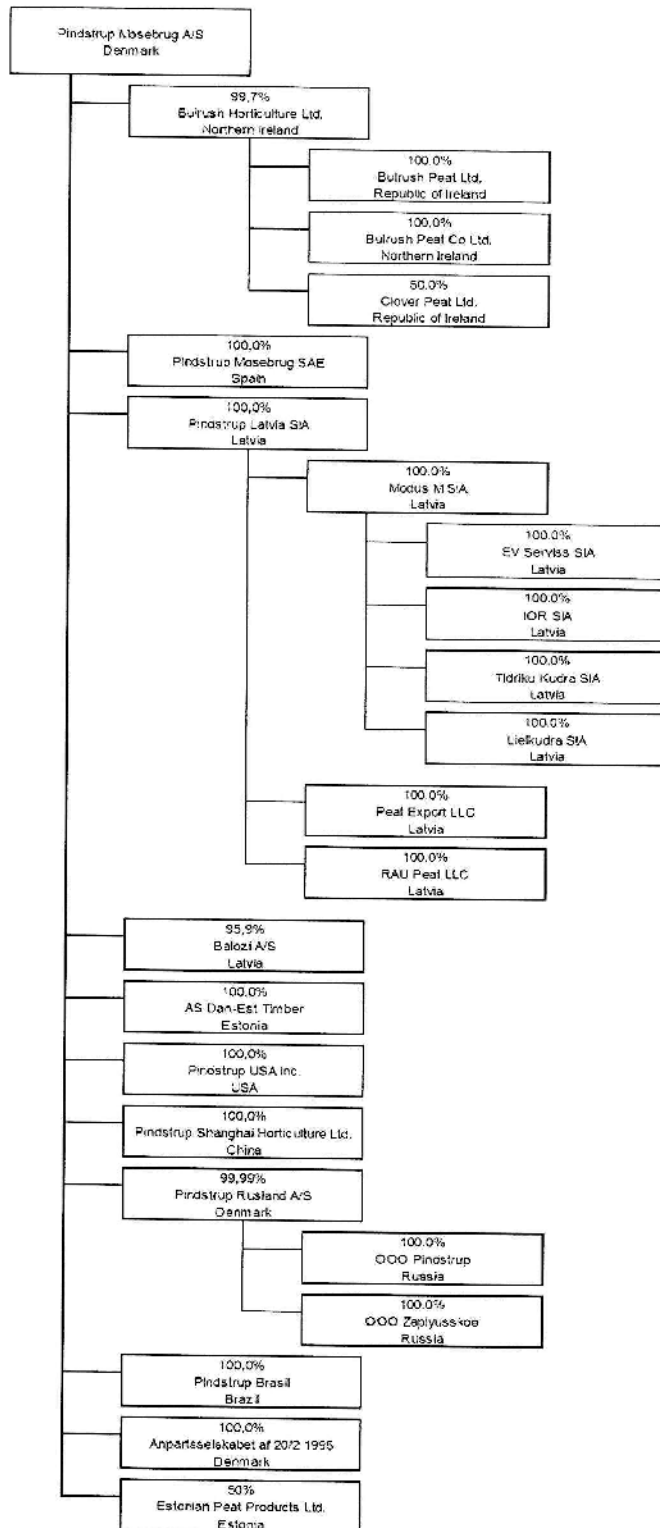 Pindstrup Mosebrug A/S
Denmark
99,7%
Bulrush Horticulture Ltd.
Northern Ireland
100.0%
Bulrush Peat Ltd.
Republic of Ireland
100,0%
Bulrush Peat Co Ltd.
Northern Ireland
50.0%
Clover Peat Ltd.
Republic of Ireland
100,0%
Pindstrup Mosebrug SAE
Spain
100,0%
Pindstrup Latvia SIA
Latvia
100.0%
Modus M SIA
Latvia
100.0%
EV Serviss SIA
Latvia
100.0%
IOR SIA
Latvia
100.0%
Tidriku Kudra SIA
Latvia
100.0%
Lielkudra SIA
Latvia
100.0%
Peat Export LLC
Latvia
100.0%
RAU Peat LLC
Latvia
95,9%
Balozi A/S
Latvia
100.0%
AS Dan-Est Timber
Estonia
100,0%
Pindstrup USA Inc.
USA
100,0%
Pindstrup Shanghai Horticulture Ltd.
China
99,99%
Pindstrup Rusland A/S
Denmark
100.0%
OOO Pindstrup
Russia
100.0%
OOO Zaplyusskoe
Russia
100,0%
Pindstrup Brasil
Brazil
100,0%
Anpartsselskabet af 20/2 1995
Denmark
50%
Estonian Peat Products Ltd.
Estonia